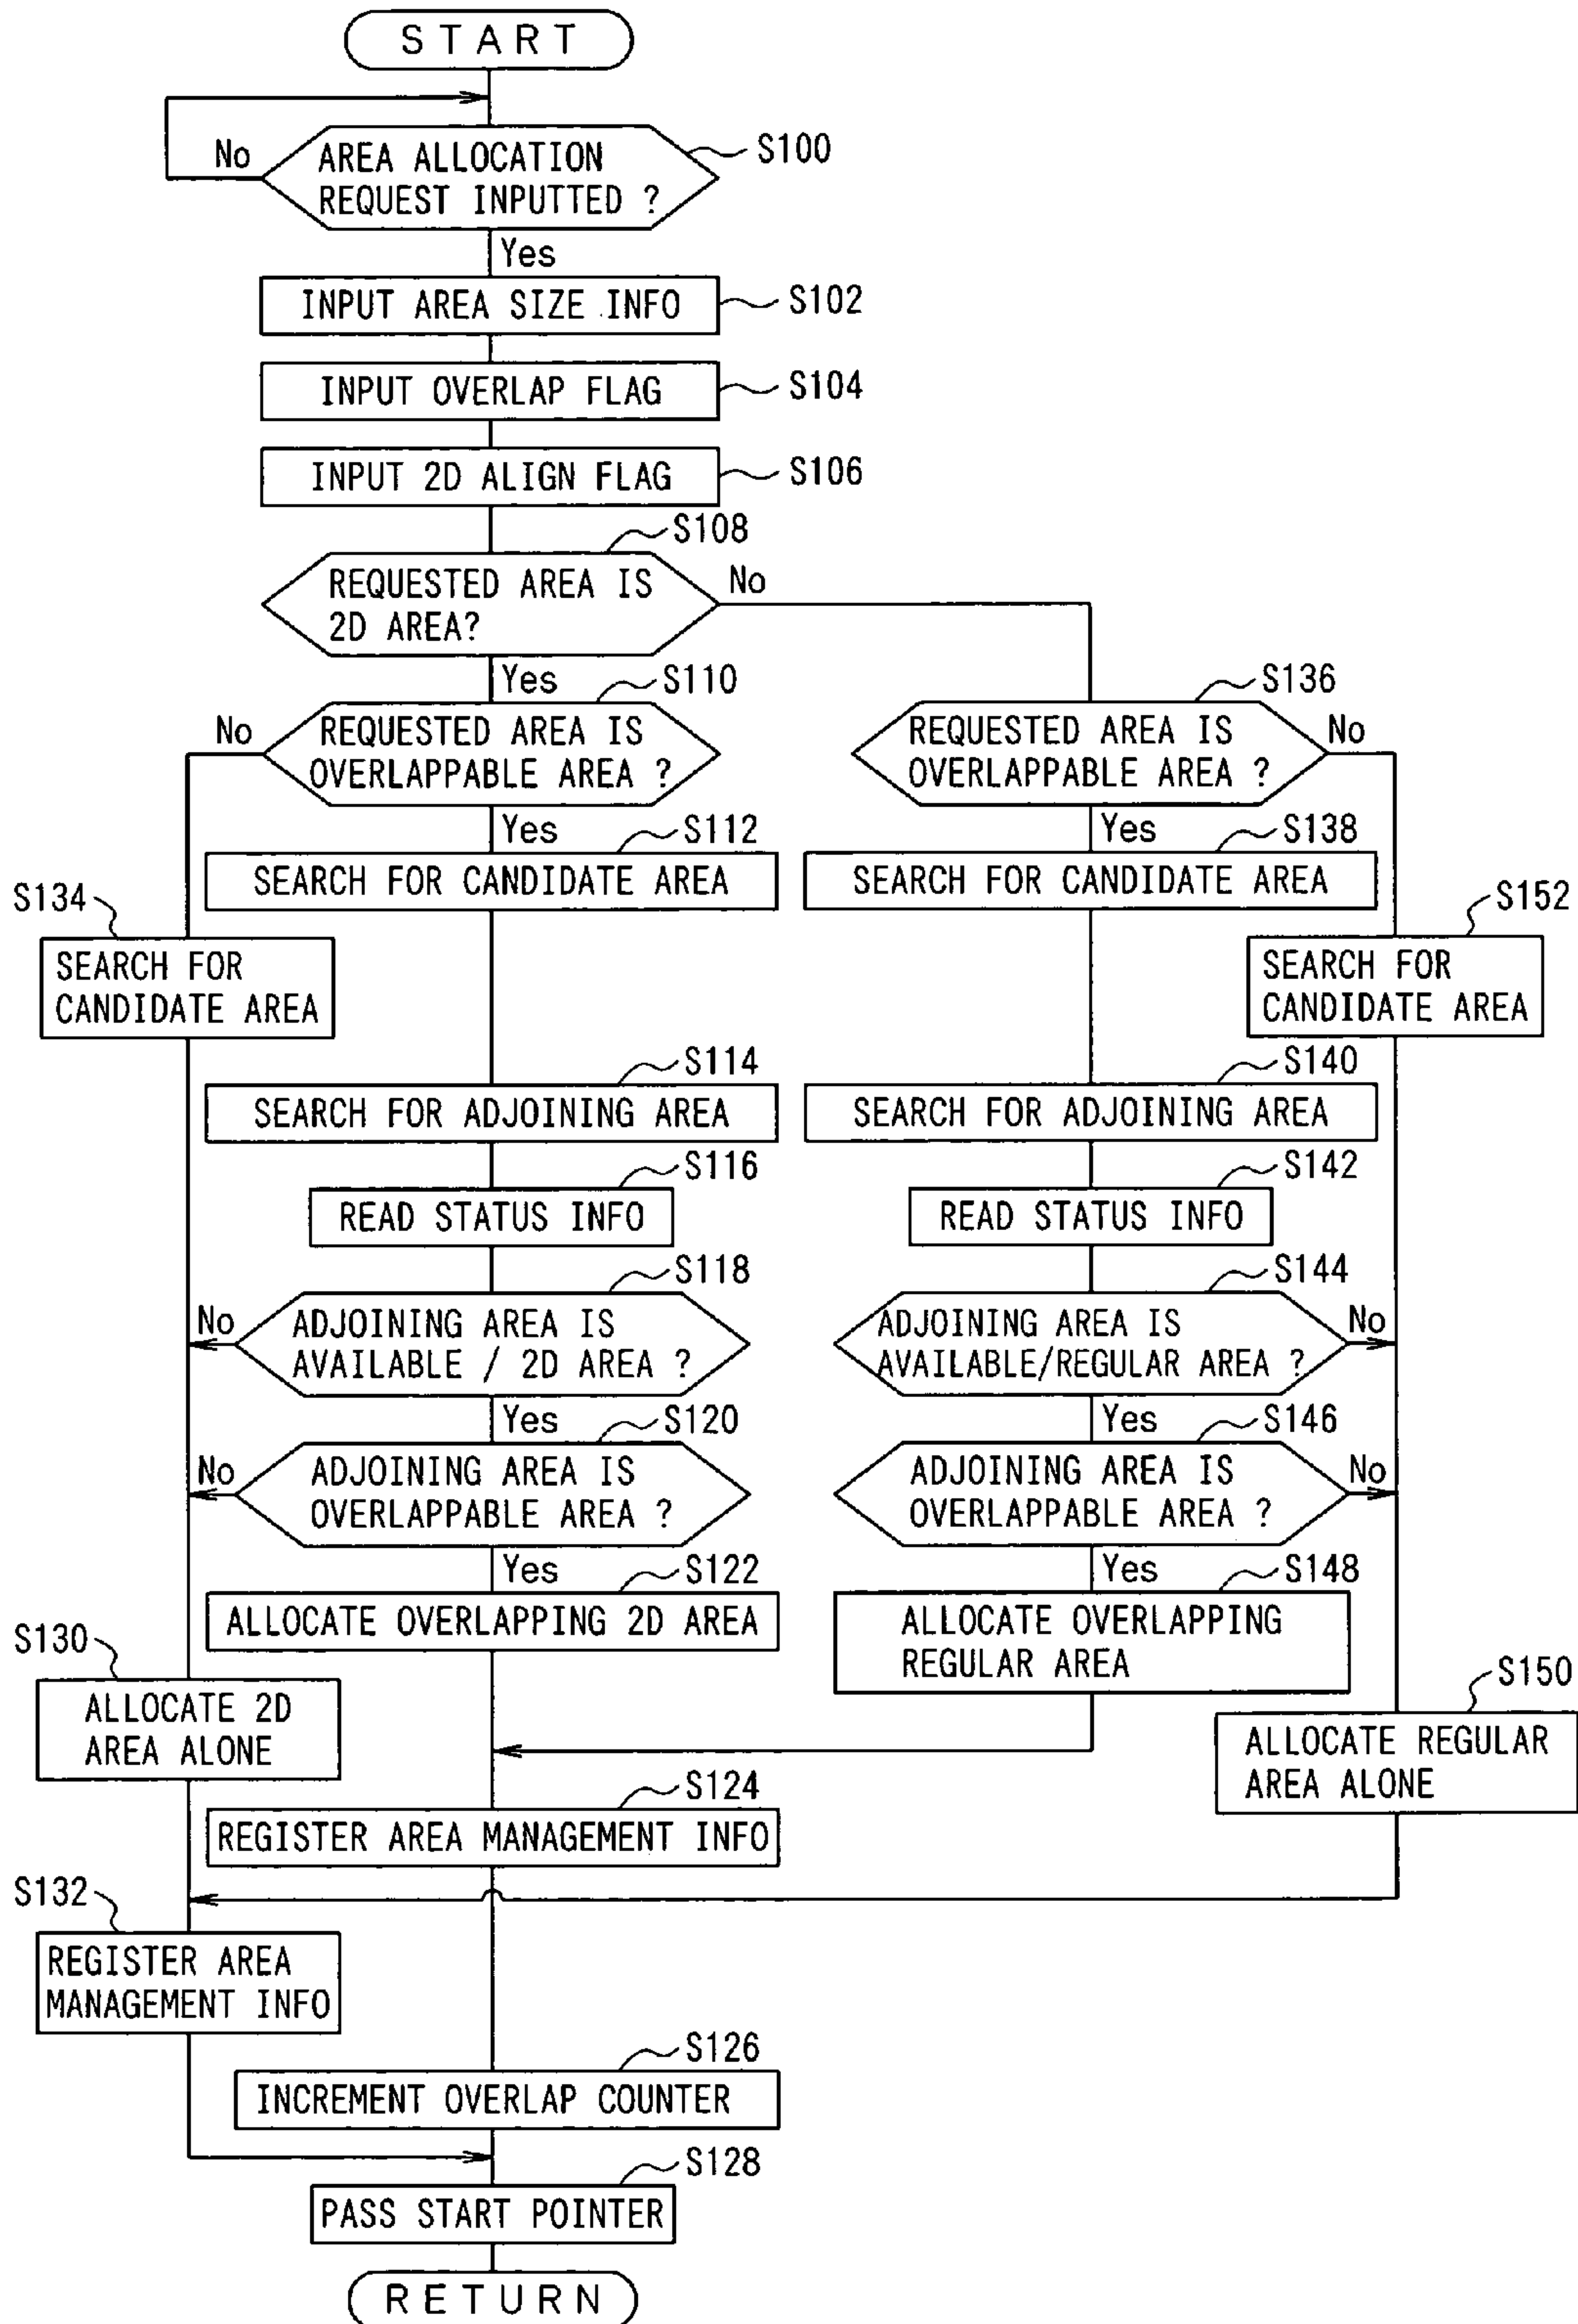 START
No
AREA ALLOCATION
REQUEST INPUTTED ?
S100
Yes
INPUT AREA SIZE INFO
S102
INPUT OVERLAP FLAG
S104
INPUT 2D ALIGN FLAG
S106
S108
REQUESTED AREA IS
2D AREA?
No
Yes
S110
No
REQUESTED AREA IS
OVERLAPPABLE AREA ?
S136
REQUESTED AREA IS
OVERLAPPABLE AREA ?
No
Yes
S112
SEARCH FOR CANDIDATE AREA
Yes
S138
SEARCH FOR CANDIDATE AREA
S134
SEARCH FOR
CANDIDATE AREA
S152
SEARCH FOR
CANDIDATE AREA
S114
SEARCH FOR ADJOINING AREA
S140
SEARCH FOR ADJOINING AREA
S116
READ STATUS INFO
S142
READ STATUS INFO
S118
No
ADJOINING AREA IS
AVAILABLE / 2D AREA ?
S144
ADJOINING AREA IS
AVAILABLE/REGULAR AREA ?
No
Yes
S120
No
ADJOINING AREA IS
OVERLAPPABLE AREA ?
Yes
S146
ADJOINING AREA IS
OVERLAPPABLE AREA ?
No
Yes
S122
ALLOCATE OVERLAPPING 2D AREA
Yes
S148
ALLOCATE OVERLAPPING
REGULAR AREA
S130
ALLOCATE 2D
AREA ALONE
S150
ALLOCATE REGULAR
AREA ALONE
S124
REGISTER AREA MANAGEMENT INFO
S132
REGISTER AREA
MANAGEMENT INFO
S126
INCREMENT OVERLAP COUNTER
S128
PASS START POINTER
RETURN